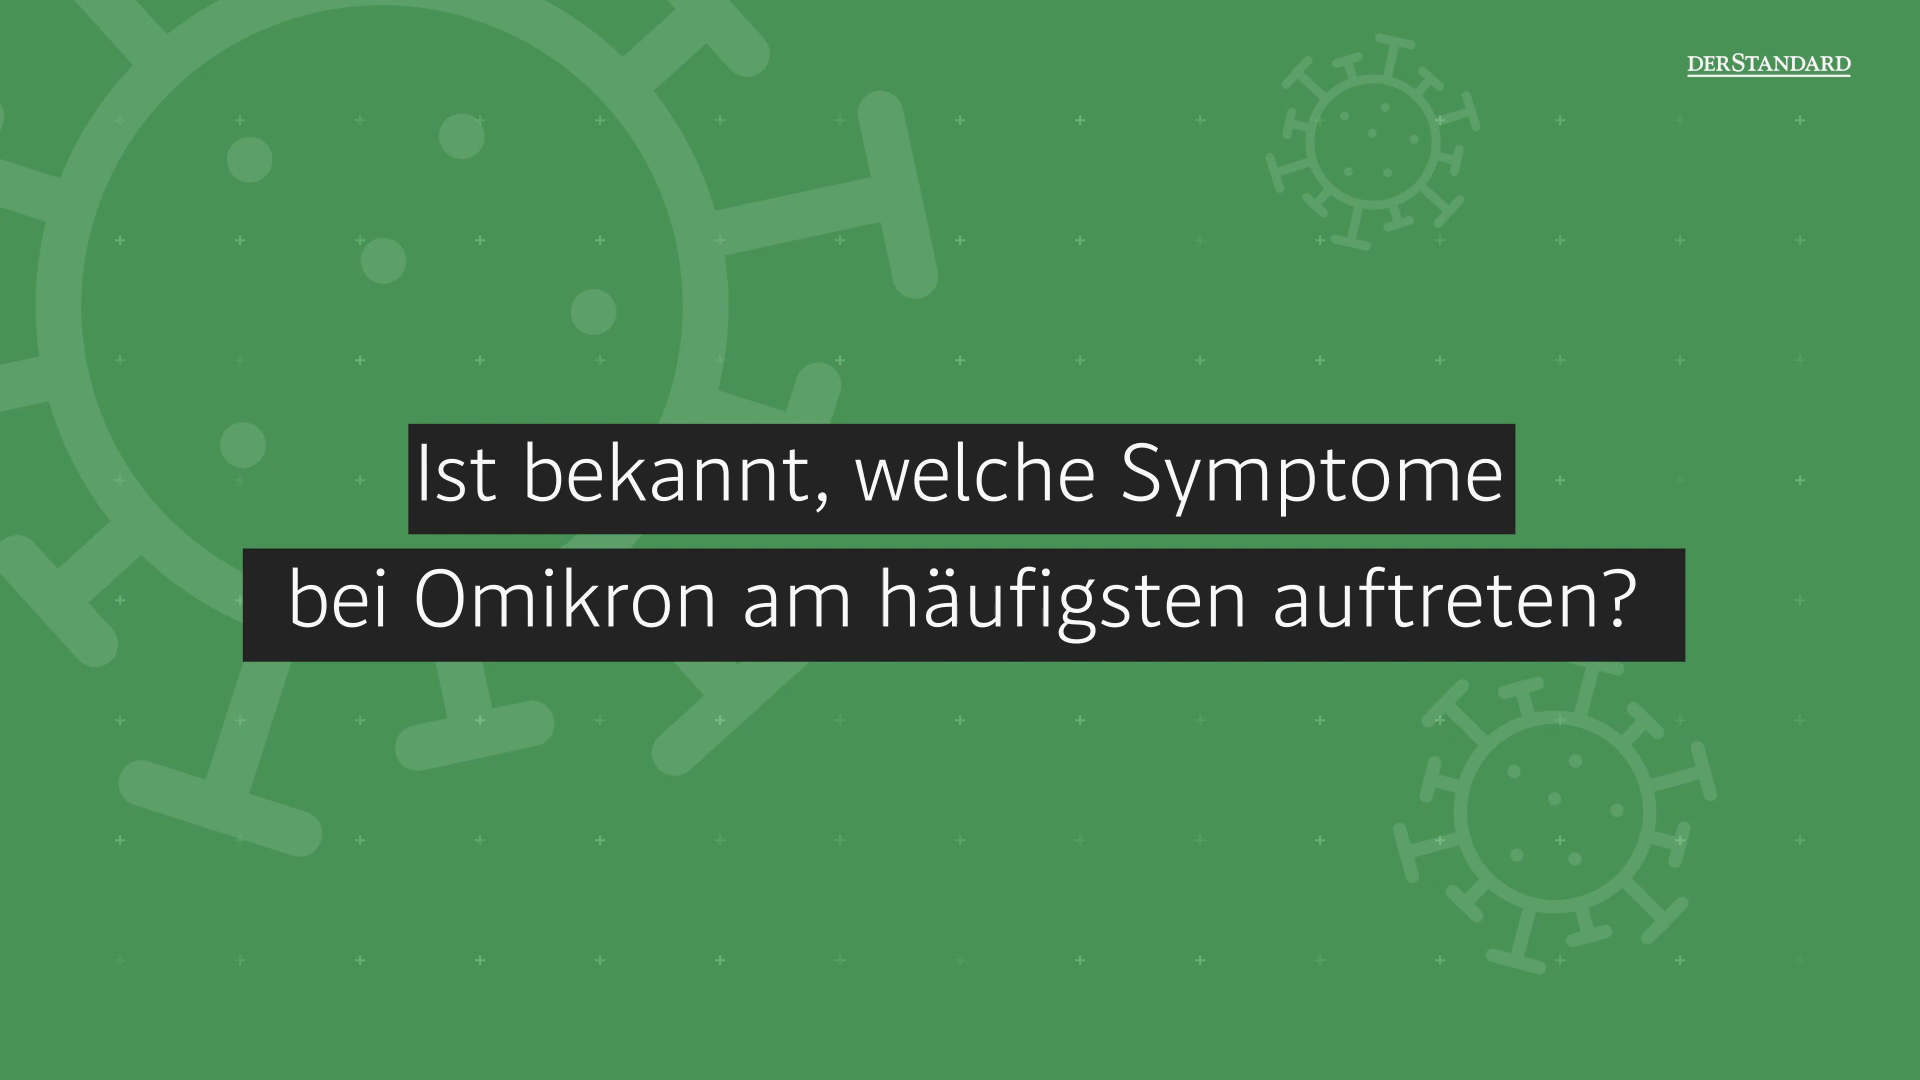 DERSTANDARD
Ist bekannt, welche Symptome
bei Omikron am häufigsten auftreten?